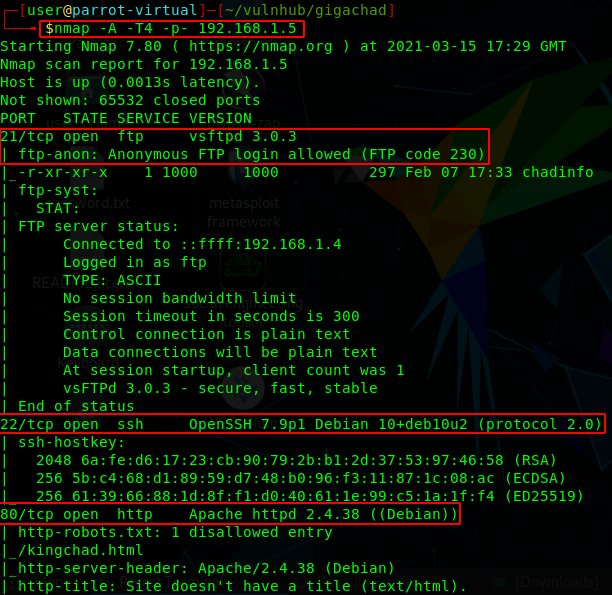 ┌─[user@parrot-virtual]─[~/vulnhub/gigachad]
└──╼ $nmap -A -T4 -p- 192.168.1.5
Starting Nmap 7.80 ( https://nmap.org ) at 2021-03-15 17:29 GMT
Nmap scan report for 192.168.1.5
Host is up (0.0013s latency).
Not shown: 65532 closed ports
PORT   STATE SERVICE VERSION
21/tcp open  ftp     vsftpd 3.0.3
| ftp-anon: Anonymous FTP login allowed (FTP code 230)
|_-r-xr-xr-x    1 1000     1000          297 Feb 07 17:33 chadinfo
| ftp-syst:
|   STAT:
| FTP server status:
|      Connected to ::ffff:192.168.1.4
|      Logged in as ftp
|      TYPE: ASCII
|      No session bandwidth limit
|      Session timeout in seconds is 300
|      Control connection is plain text
|      Data connections will be plain text
|      At session startup, client count was 1
|      vsFTPd 3.0.3 - secure, fast, stable
|_End of status
22/tcp open  ssh     OpenSSH 7.9p1 Debian 10+deb10u2 (protocol 2.0)
| ssh-hostkey:
|   2048 6a:fe:d6:17:23:cb:90:79:2b:b1:2d:37:53:97:46:58 (RSA)
|   256 5b:c4:68:d1:89:59:d7:48:b0:96:f3:11:87:1c:08:ac (ECDSA)
|_  256 61:39:66:88:1d:8f:f1:d0:40:61:1e:99:c5:1a:1f:f4 (ED25519)
80/tcp open  http    Apache httpd 2.4.38 ((Debian))
| http-robots.txt: 1 disallowed entry
|_/kingchad.html
|_http-server-header: Apache/2.4.38 (Debian)
|_http-title: Site doesn't have a title (text/html).
metasploit
framework
[Downloads]